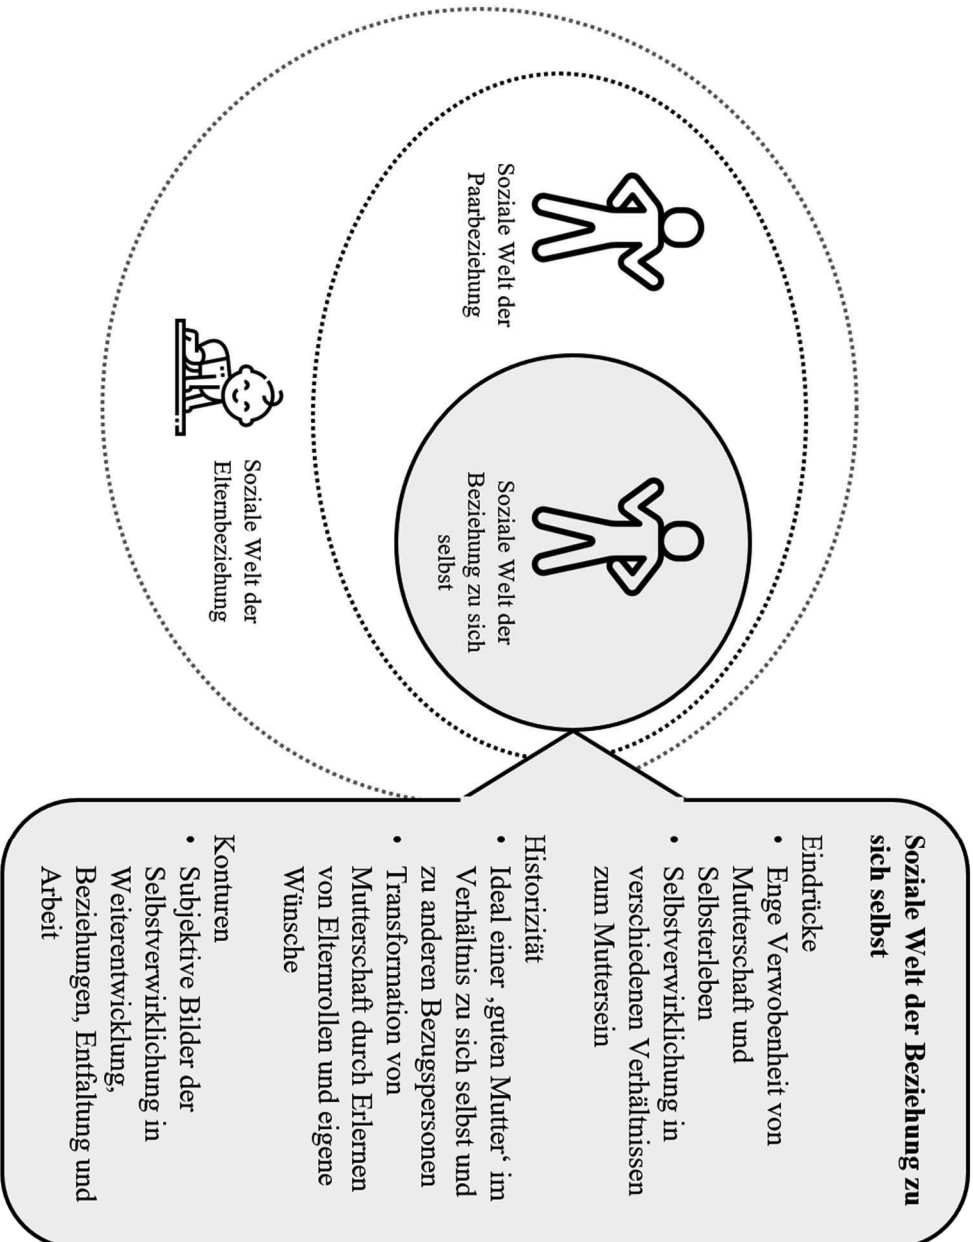 Soziale Welt der
Paarbeziehung
Soziale Welt der
Beziehung zu sich
selbst
Soziale Welt der
Elternbeziehung
Soziale Welt der Beziehung zu
sich selbst
Eindrücke
• Enge Verwobenheit von
Mutterschaft und
Selbsterleben
• Selbstverwirklichung in
verschiedenen Verhältnissen
zum Muttersein
Historizität
• Ideal einer ‚guten Mutter‘ im
Verhältnis zu sich selbst und
zu anderen Bezugspersonen
• Transformation von
Mutterschaft durch Erlernen
von Elternrollen und eigene
Wünsche
Konturen
• Subjektive Bilder der
Selbstverwirklichung in
Weiterentwicklung,
Beziehungen, Entfaltung und
Arbeit